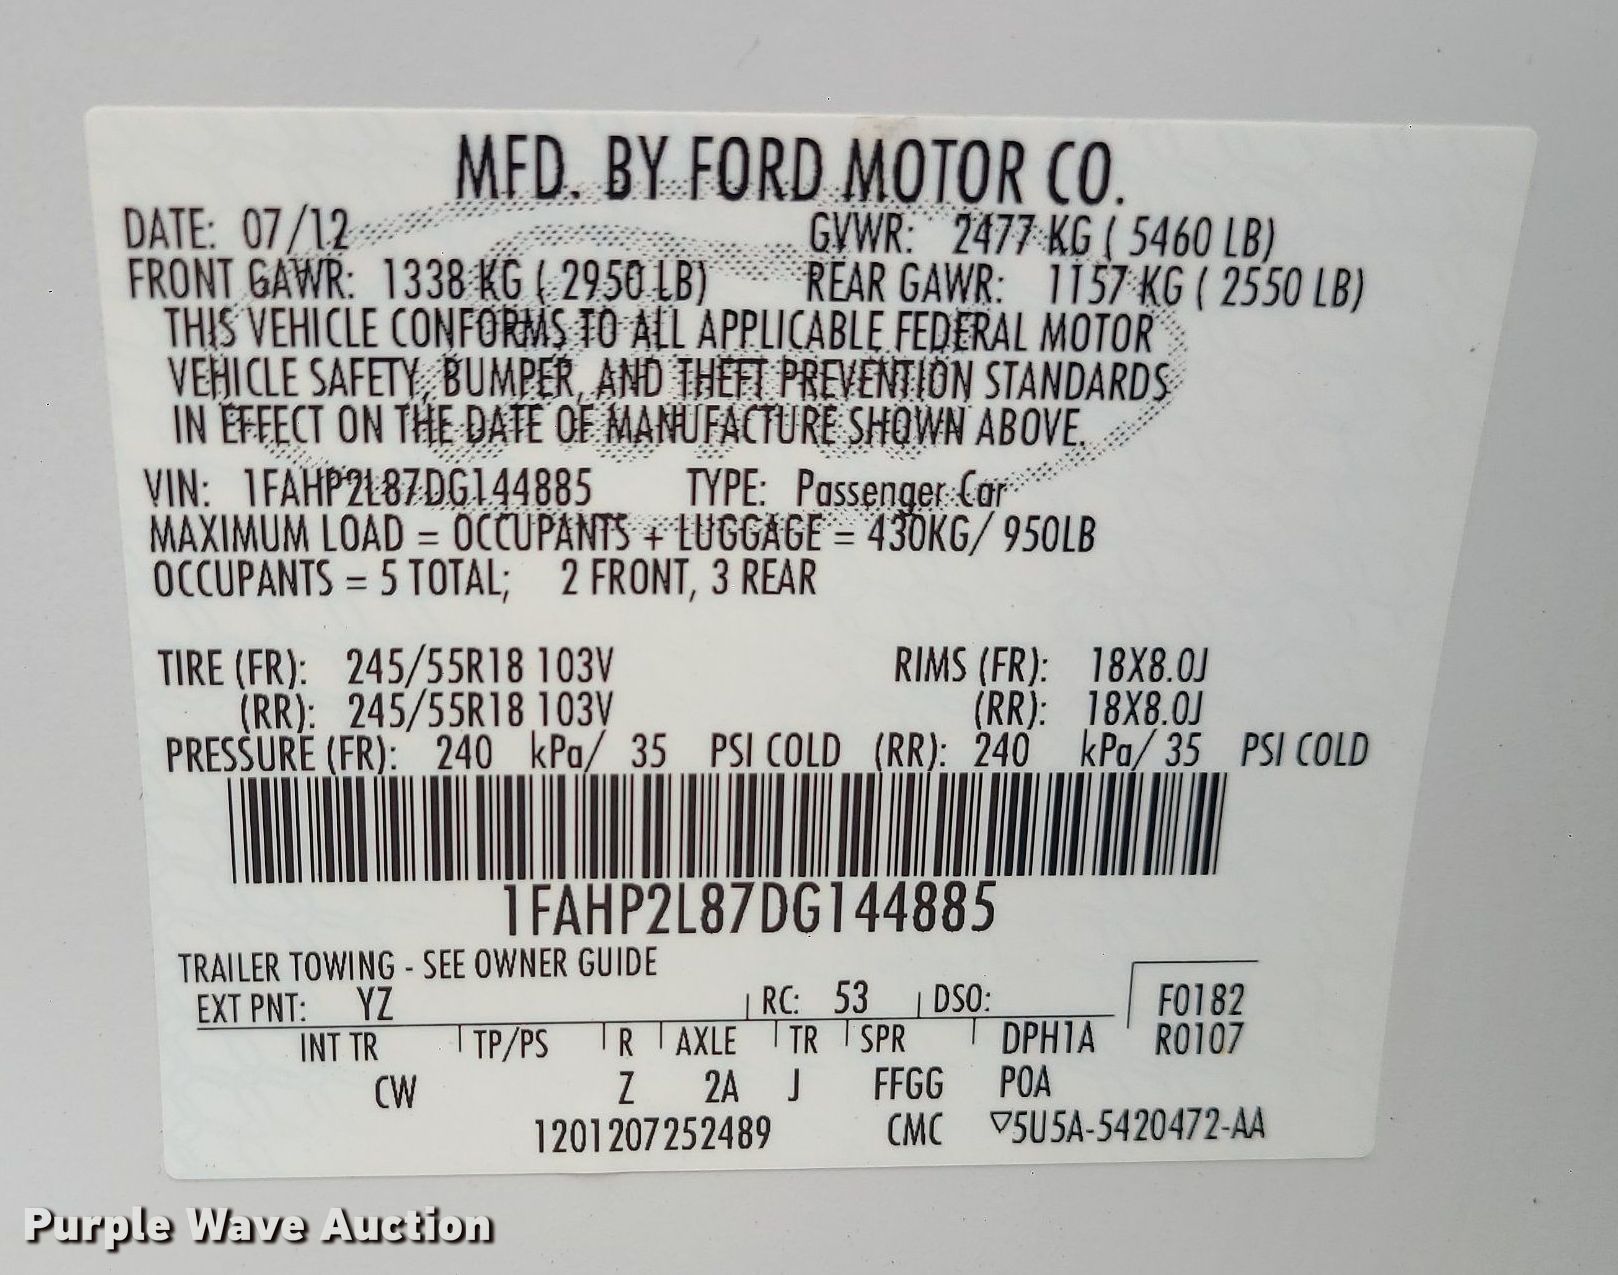 MFD. BY FORD MOTOR CO.
DATE: 07/12 GVWR: 2477 KG ( 5460 LB)
FRONT GAWR: 1338 KG ( 2950 LB) REAR GAWR: 1157 KG ( 2550 LB)
THIS VEHICLE CONFORMS TO ALL APPLICABLE FEDERAL MOTOR
VEHICLE SAFETY, BUMPER, AND THEFT PREVENTION STANDARDS
IN EFFECT ON THE DATE OF MANUFACTURE SHOWN ABOVE.
VIN: 1FAHP2L87DG144885 TYPE: Passenger Car
MAXIMUM LOAD = OCCUPANTS + LUGGAGE = 430KG/ 950LB
OCCUPANTS = 5 TOTAL; 2 FRONT, 3 REAR
TIRE (FR): 245/55R18 103V RIMS (FR): 18X8.0J
(RR): 245/55R18 103V (RR): 18X8.0J
PRESSURE (FR): 240 kPa/ 35 PSI COLD (RR): 240 kPa/ 35 PSI COLD
1FAHP2L87DG144885
TRAILER TOWING - SEE OWNER GUIDE
EXT PNT: YZ RC: 53 DSO: F0182
INT TR TP/PS R AXLE TR SPR DPH1A R0107
CW Z 2A J FFGG POA
1201207252489 CMC ▽5U5A-5420472-AA
Purple Wave Auction